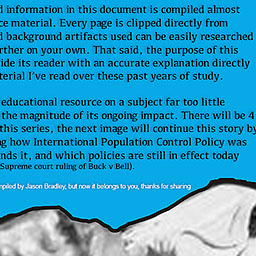 d information in this document is compiled almost
ce material. Every page is clipped directly from
d background artifacts used can be easily researched
rther on your own. That said, the purpose of this
ide its reader with an accurate explanation directly
terial I've read over these past years of study.
educational resource on a subject far too little
the magnitude of its ongoing impact. There will be 4
this series, the next image will continue this story by
g how International Population Control Policy was
nds it, and which policies are still in effect today
Supreme court ruling of Buck v Bell).
mpiled by Jason Bradley, but now it belongs to you, thanks for sharing